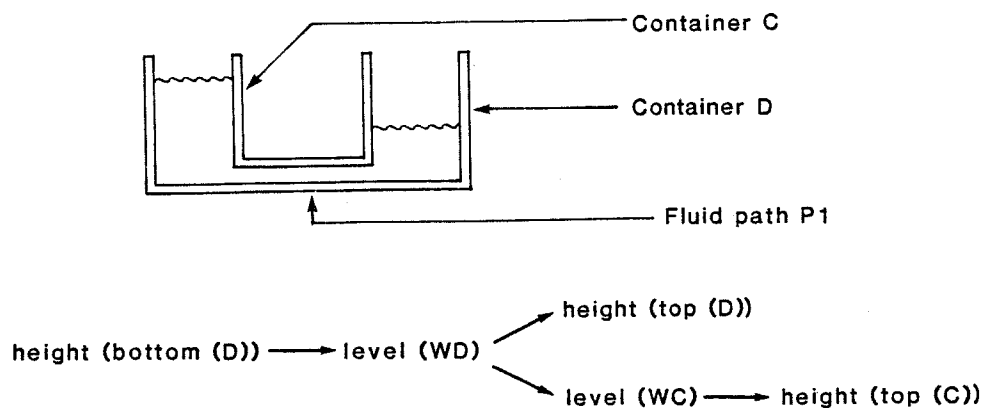 Container C
Container D
Fluid path P1
height (top (D))
height (bottom (D)) → level (WD)
level (WC) → height (top (C))